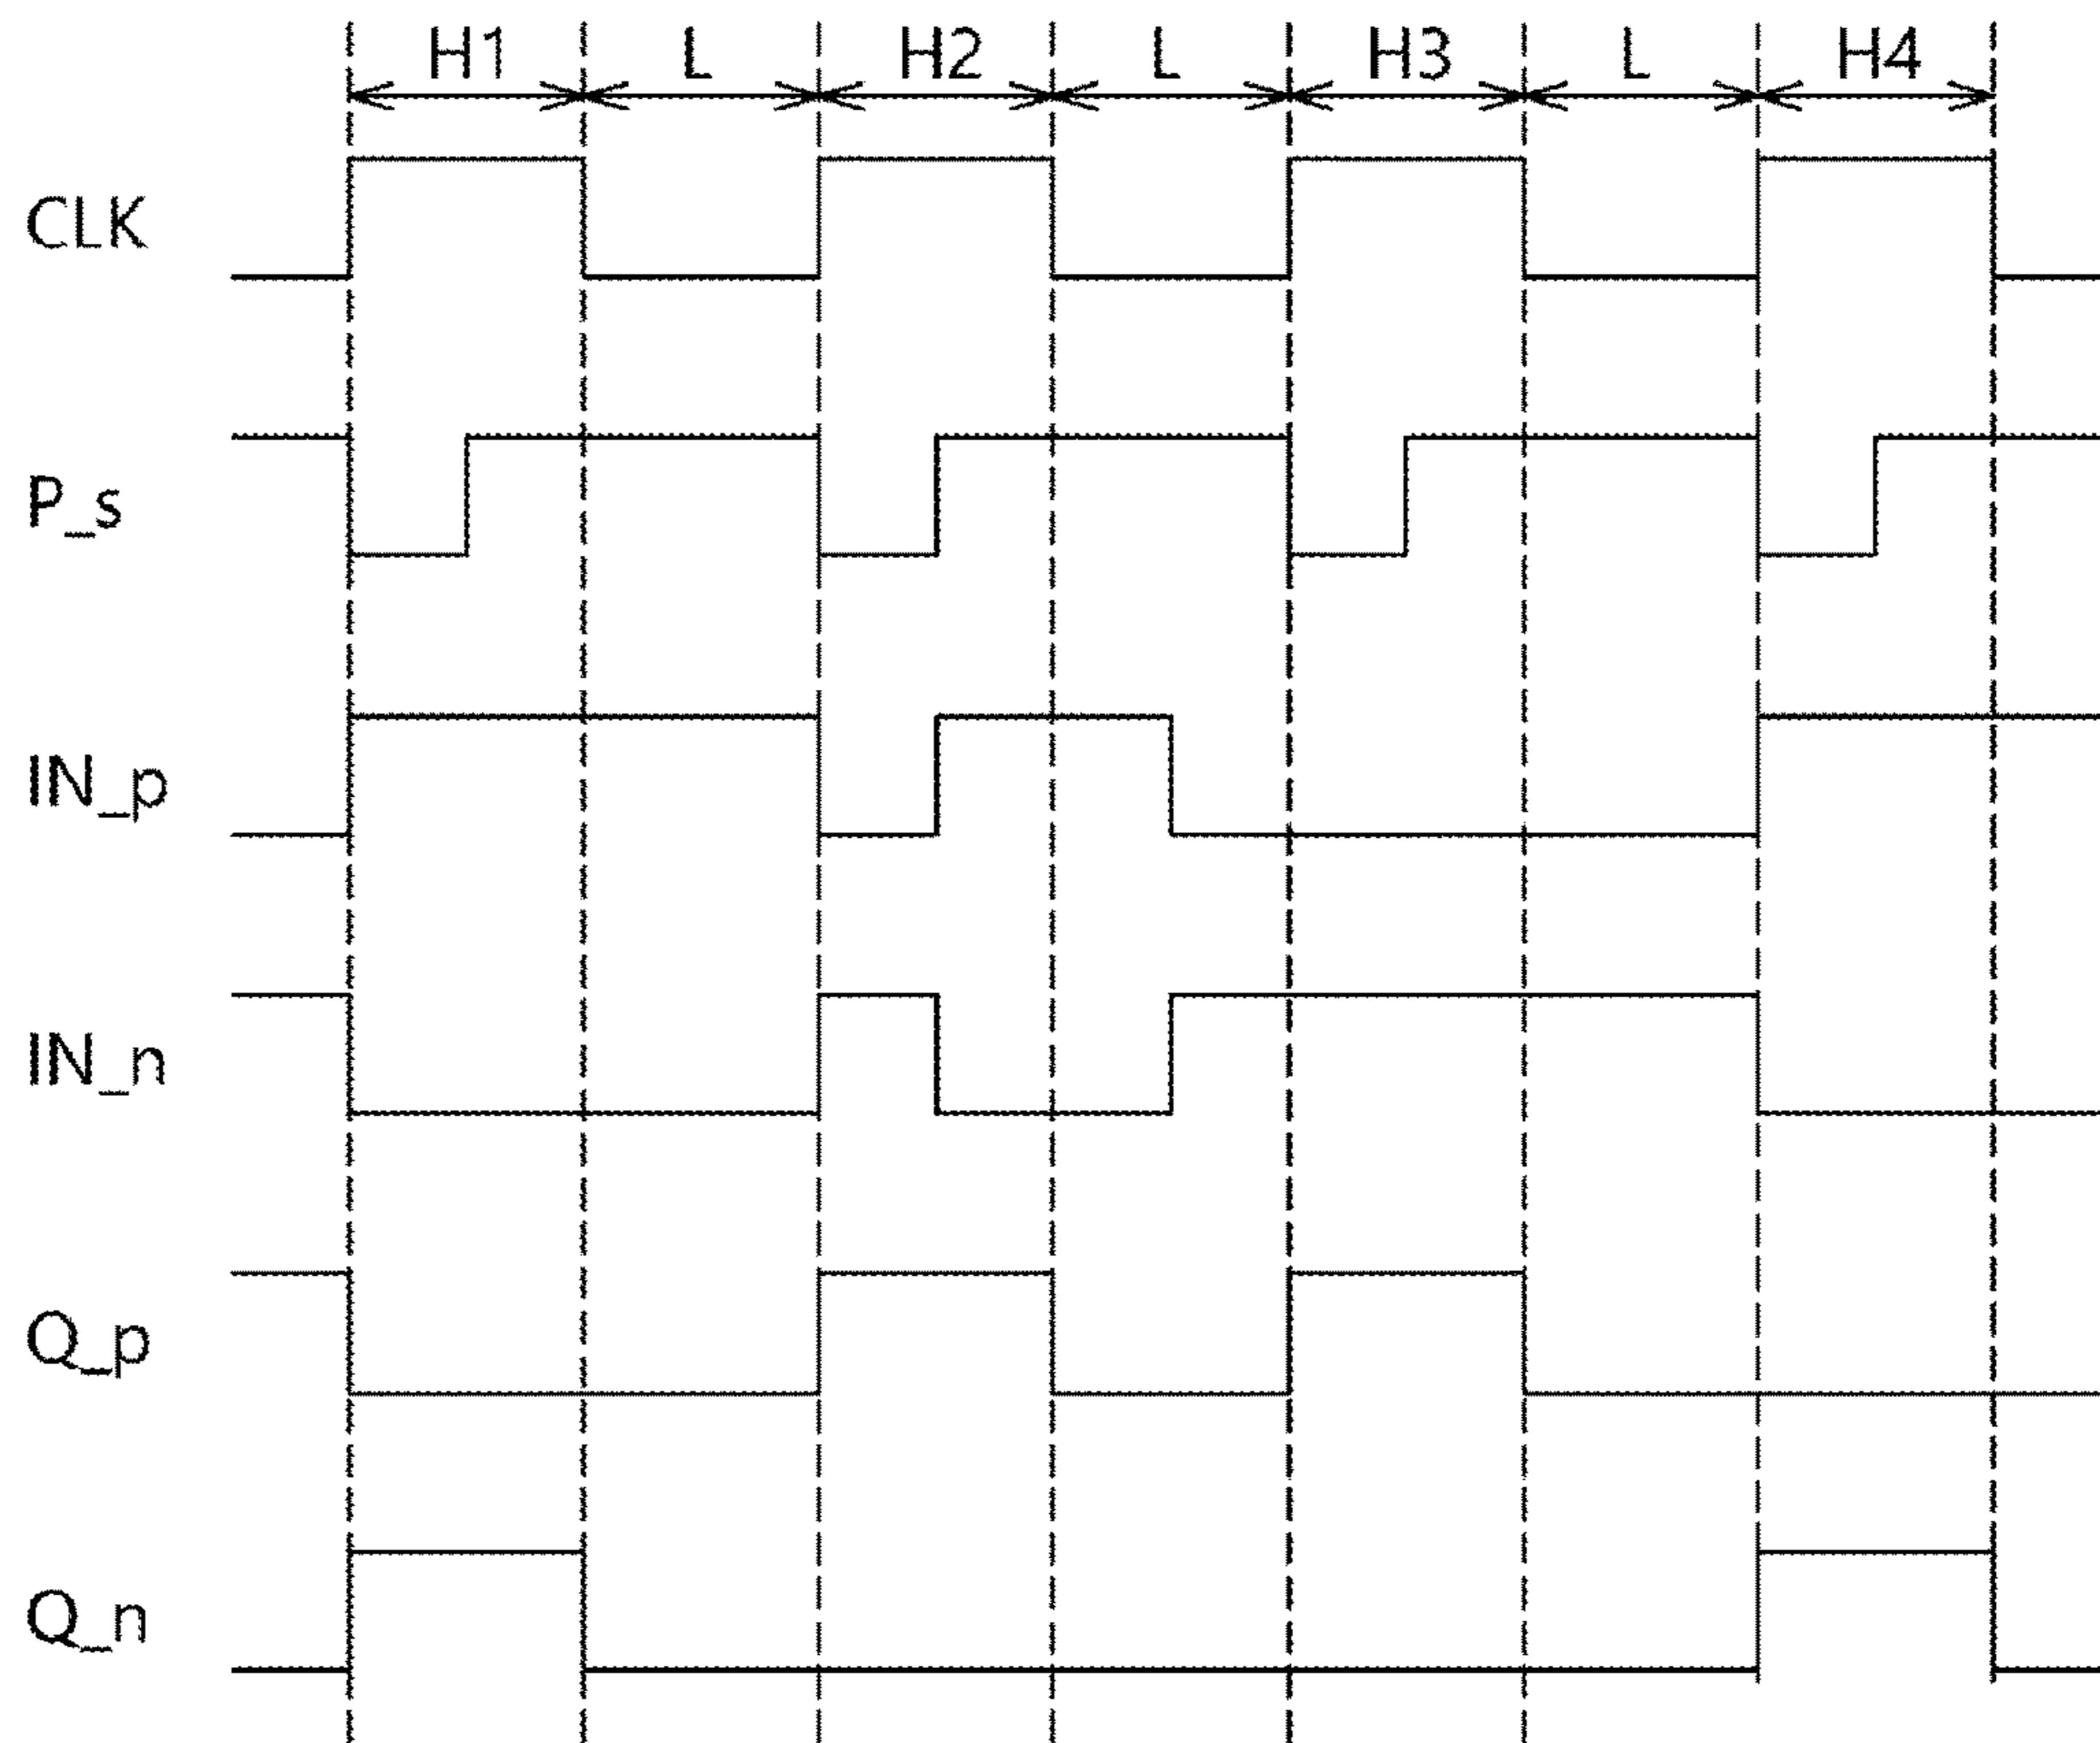 H1 L H2 L H3 L H4
CLK
P_s
IN_p
IN_n
Q_p
Q_n